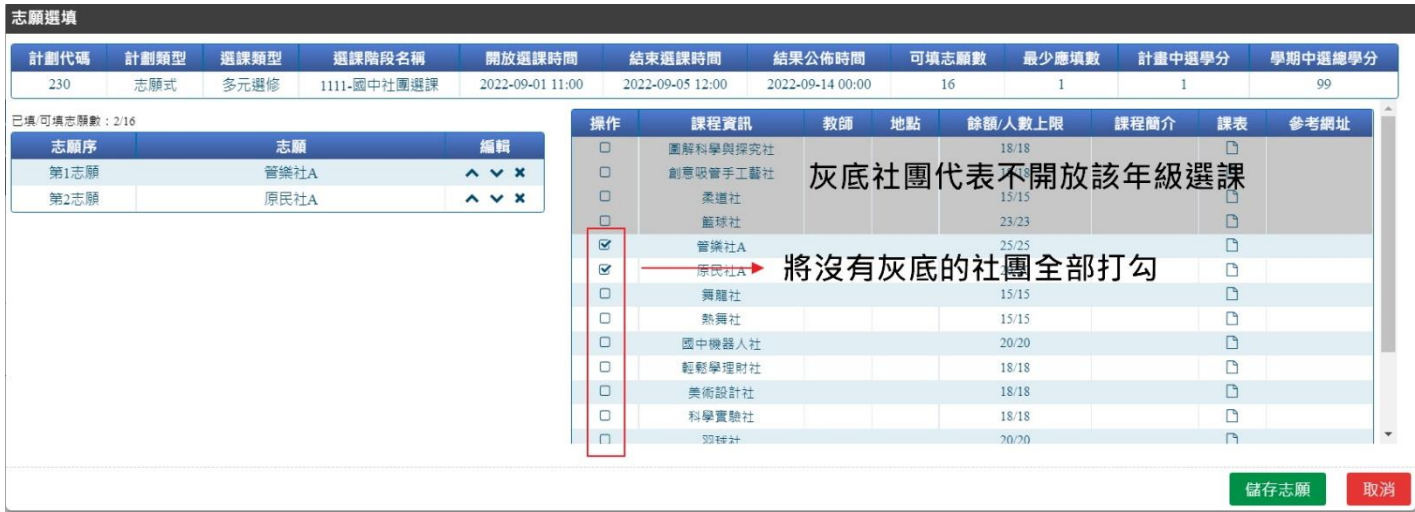 志願選填
計劃代碼 計劃類型 選課類型 選課階段名稱 開放選課時間 結束選課時間 結果公佈時間 可填志願數 最少應填數 計畫中選學分 學期中選總學分
230 志願式 多元選修 1111-國中社團選課 2022-09-01 11:00 2022-09-05 12:00 2022-09-14 00:00 16 1 1 99
已填/可填志願數：2/16
志願序 志願 編輯
第1志願 管樂社A
第2志願 原民社A
操作 課程資訊 教師 地點 餘額/人數上限 課程簡介 課表 參考網址
圖解科學與探究社 18/18
創意吸管手工藝社
灰底社團代表不開放該年級選課
柔道社 15/15
籃球社 23/23
管樂社A 25/25
原民社A
將沒有灰底的社團全部打勾
舞龍社 15/15
熱舞社 15/15
國中機器人社 20/20
輕鬆學理財社 18/18
美術設計社 18/18
科學實驗社 18/18
羽球社 20/20
儲存志願 取消